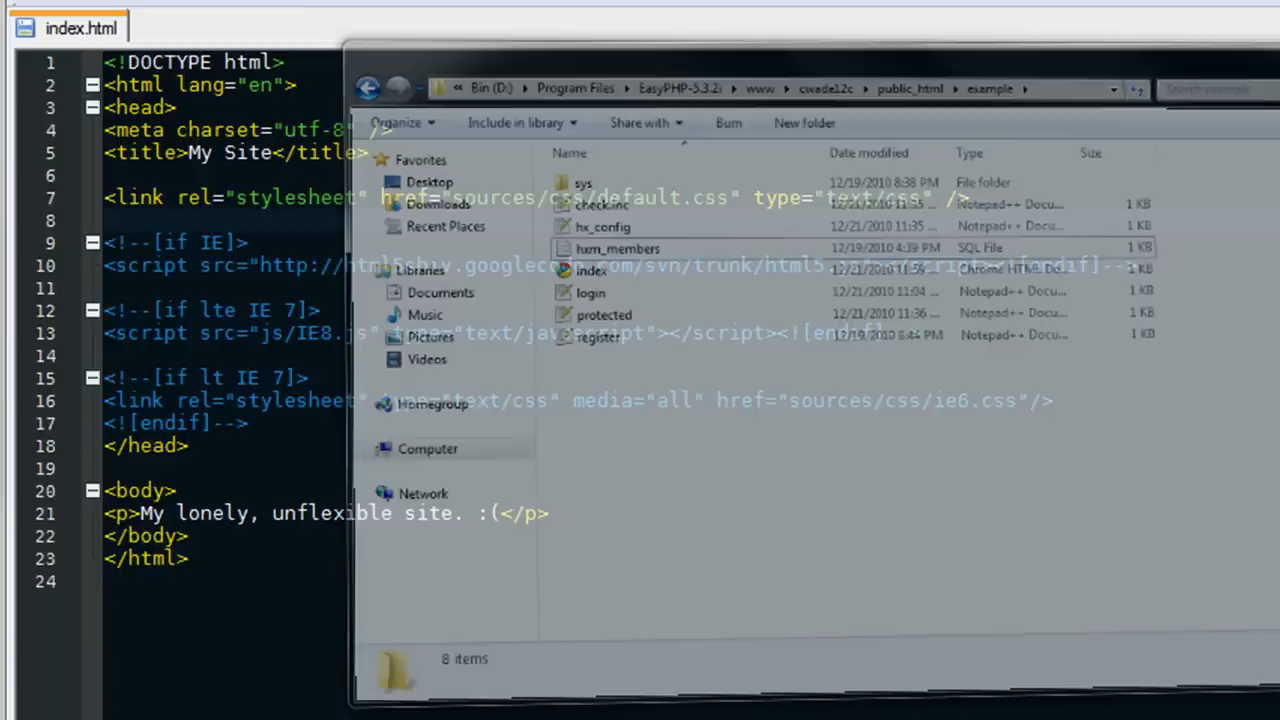 index.html
1 <!DOCTYPE html>
2 <html lang="en">
3 <head>
4 <meta charset="utf-8" />
5 <title>My Site</title>
6
7 <link rel="stylesheet" href="sources/css/default.css" type="text/css" />
8
9 <!--[if IE]>
10 <script src="http://html5shiv.googlecode.com/svn/trunk/html5
11
12 <!--[if lte IE 7]>
13 <script src="js/IE8.js" type="text/javascript"></script><![endif]
14
15 <!--[if lt IE 7]>
16 <link rel="stylesheet" type="text/css" media="all" href="sources/css/ie6.css"/>
17 <![endif]-->
18 </head>
19
20 <body>
21 <p>My lonely, unflexible site. :(</p>
22 </body>
23 </html>
24
« Bin (D:) Program Files www cwade12c public_html example
Search example
Organize Include in library Share with Burn New folder
Favorites
Desktop
Downloads
Recent Places
Libraries
Documents
Music
Pictures
Videos
Homegroup
Computer
Network
Name Date modified Type Size
sys 12/19/2010 8:38 PM File folder
check.inc Notepad++ Docu... 1 KB
hx_config 12/21/2010 11:35 ... Notepad++ Docu... 1 KB
hxm_members 12/19/2010 4:39 PM SQL File 1 KB
index Chrome HTML Do... 1 KB
login 12/21/2010 11:04 ... Notepad++ Docu... 1 KB
protected 12/21/2010 11:36 ... Notepad++ Docu... 1 KB
register 12/19/2010 8:44 PM Notepad++ Docu... 1 KB
8 items